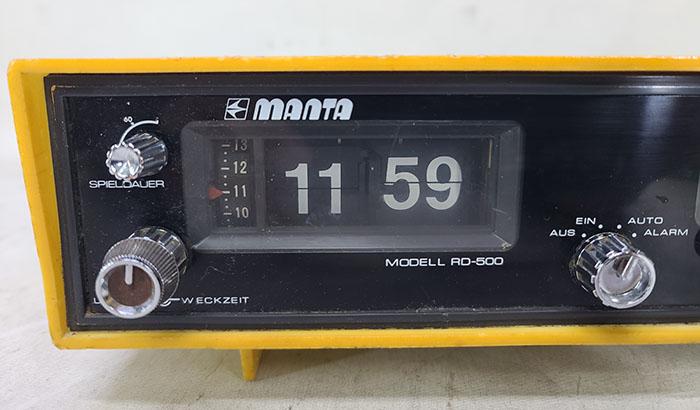 MANTA
60
SPIELDAUER
13
12
11
10
11 59
EIN AUTO
AUS ALARM
MODELL RD-500
WECKZEIT